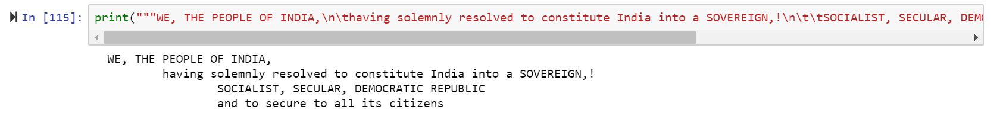 In [115]: print("""WE, THE PEOPLE OF INDIA,\n\thaving solemnly resolved to constitute India into a SOVEREIGN,!\n\t\tSOCIALIST, SECULAR, DEMO
WE, THE PEOPLE OF INDIA,
having solemnly resolved to constitute India into a SOVEREIGN,!
SOCIALIST, SECULAR, DEMOCRATIC REPUBLIC
and to secure to all its citizens